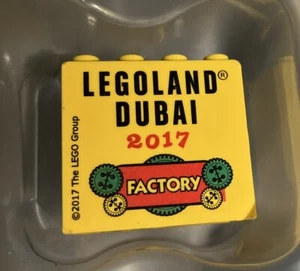 LEGOLAND®
DUBAI
2017
FACTORY
©2017 The LEGO Group